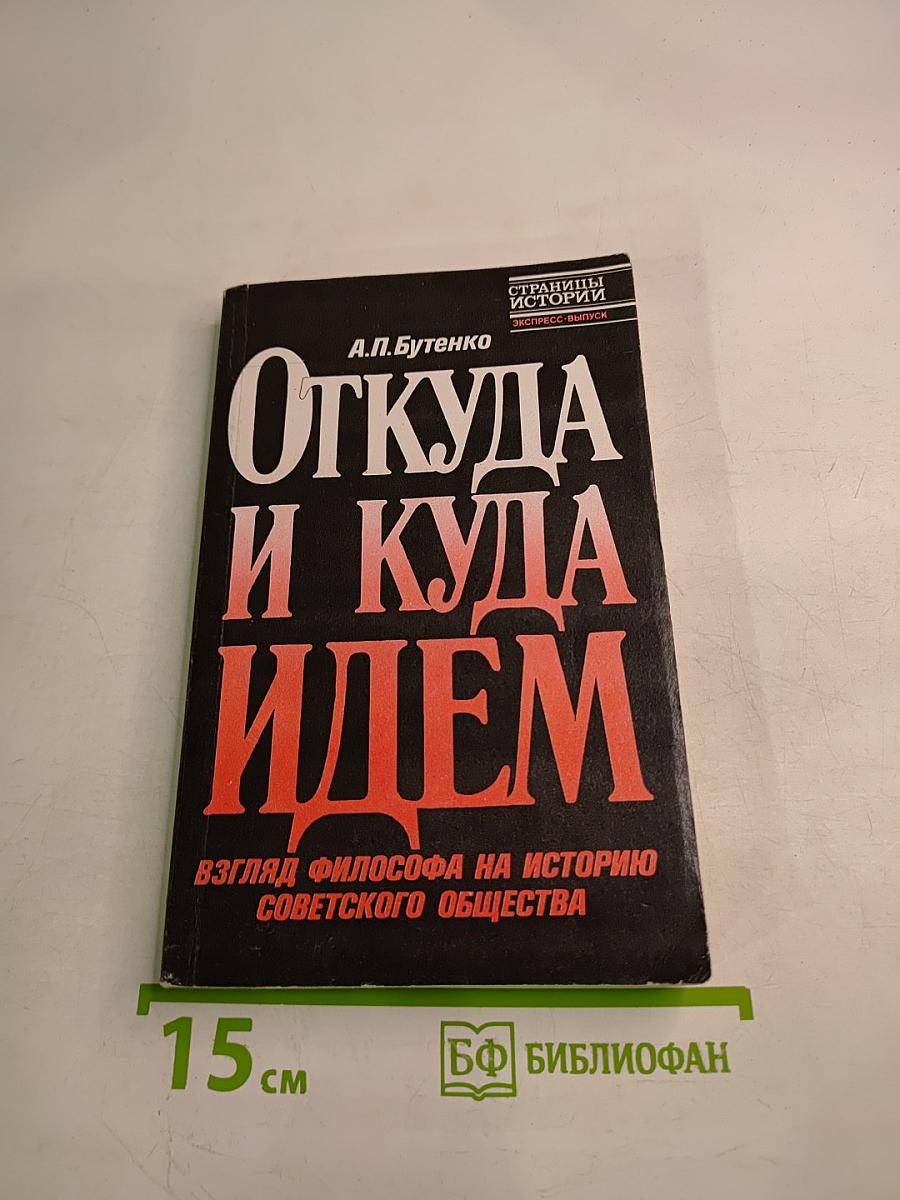 СТРАНИЦЫ
ИСТОРИИ
ЭКСПРЕСС-ВЫПУСК
А.П.Бутенко
ОТКУДА
И КУДА
ИДЕМ
ВЗГЛЯД ФИЛОСОФА НА ИСТОРИЮ
СОВЕТСКОГО ОБЩЕСТВА
15 см
БФ БИБЛИОФАН